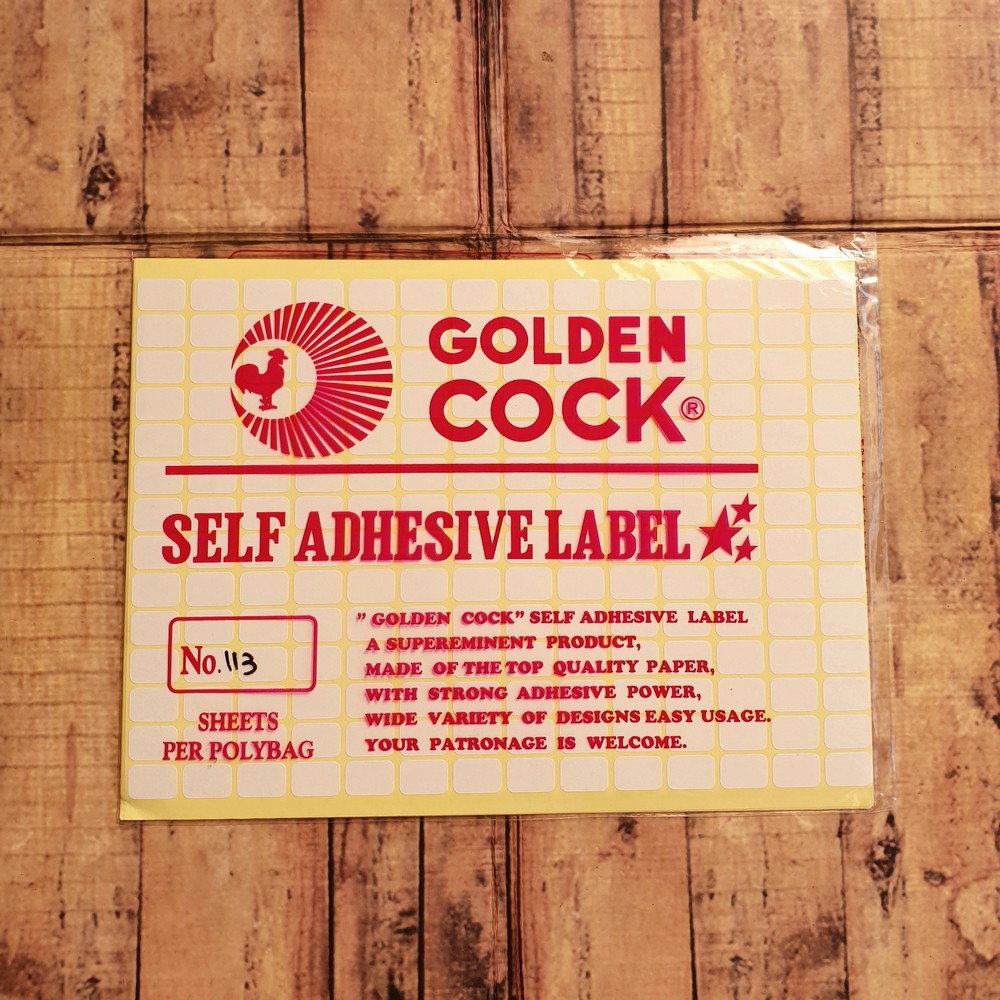 GOLDEN
COCK®
SELF ADHESIVE LABEL
No. 113
SHEETS
PER POLYBAG
" GOLDEN COCK" SELF ADHESIVE LABEL
A SUPEREMINENT PRODUCT,
MADE OF THE TOP QUALITY PAPER,
WITH STRONG ADHESIVE POWER,
WIDE VARIETY OF DESIGNS EASY USAGE.
YOUR PATRONAGE IS WELCOME.